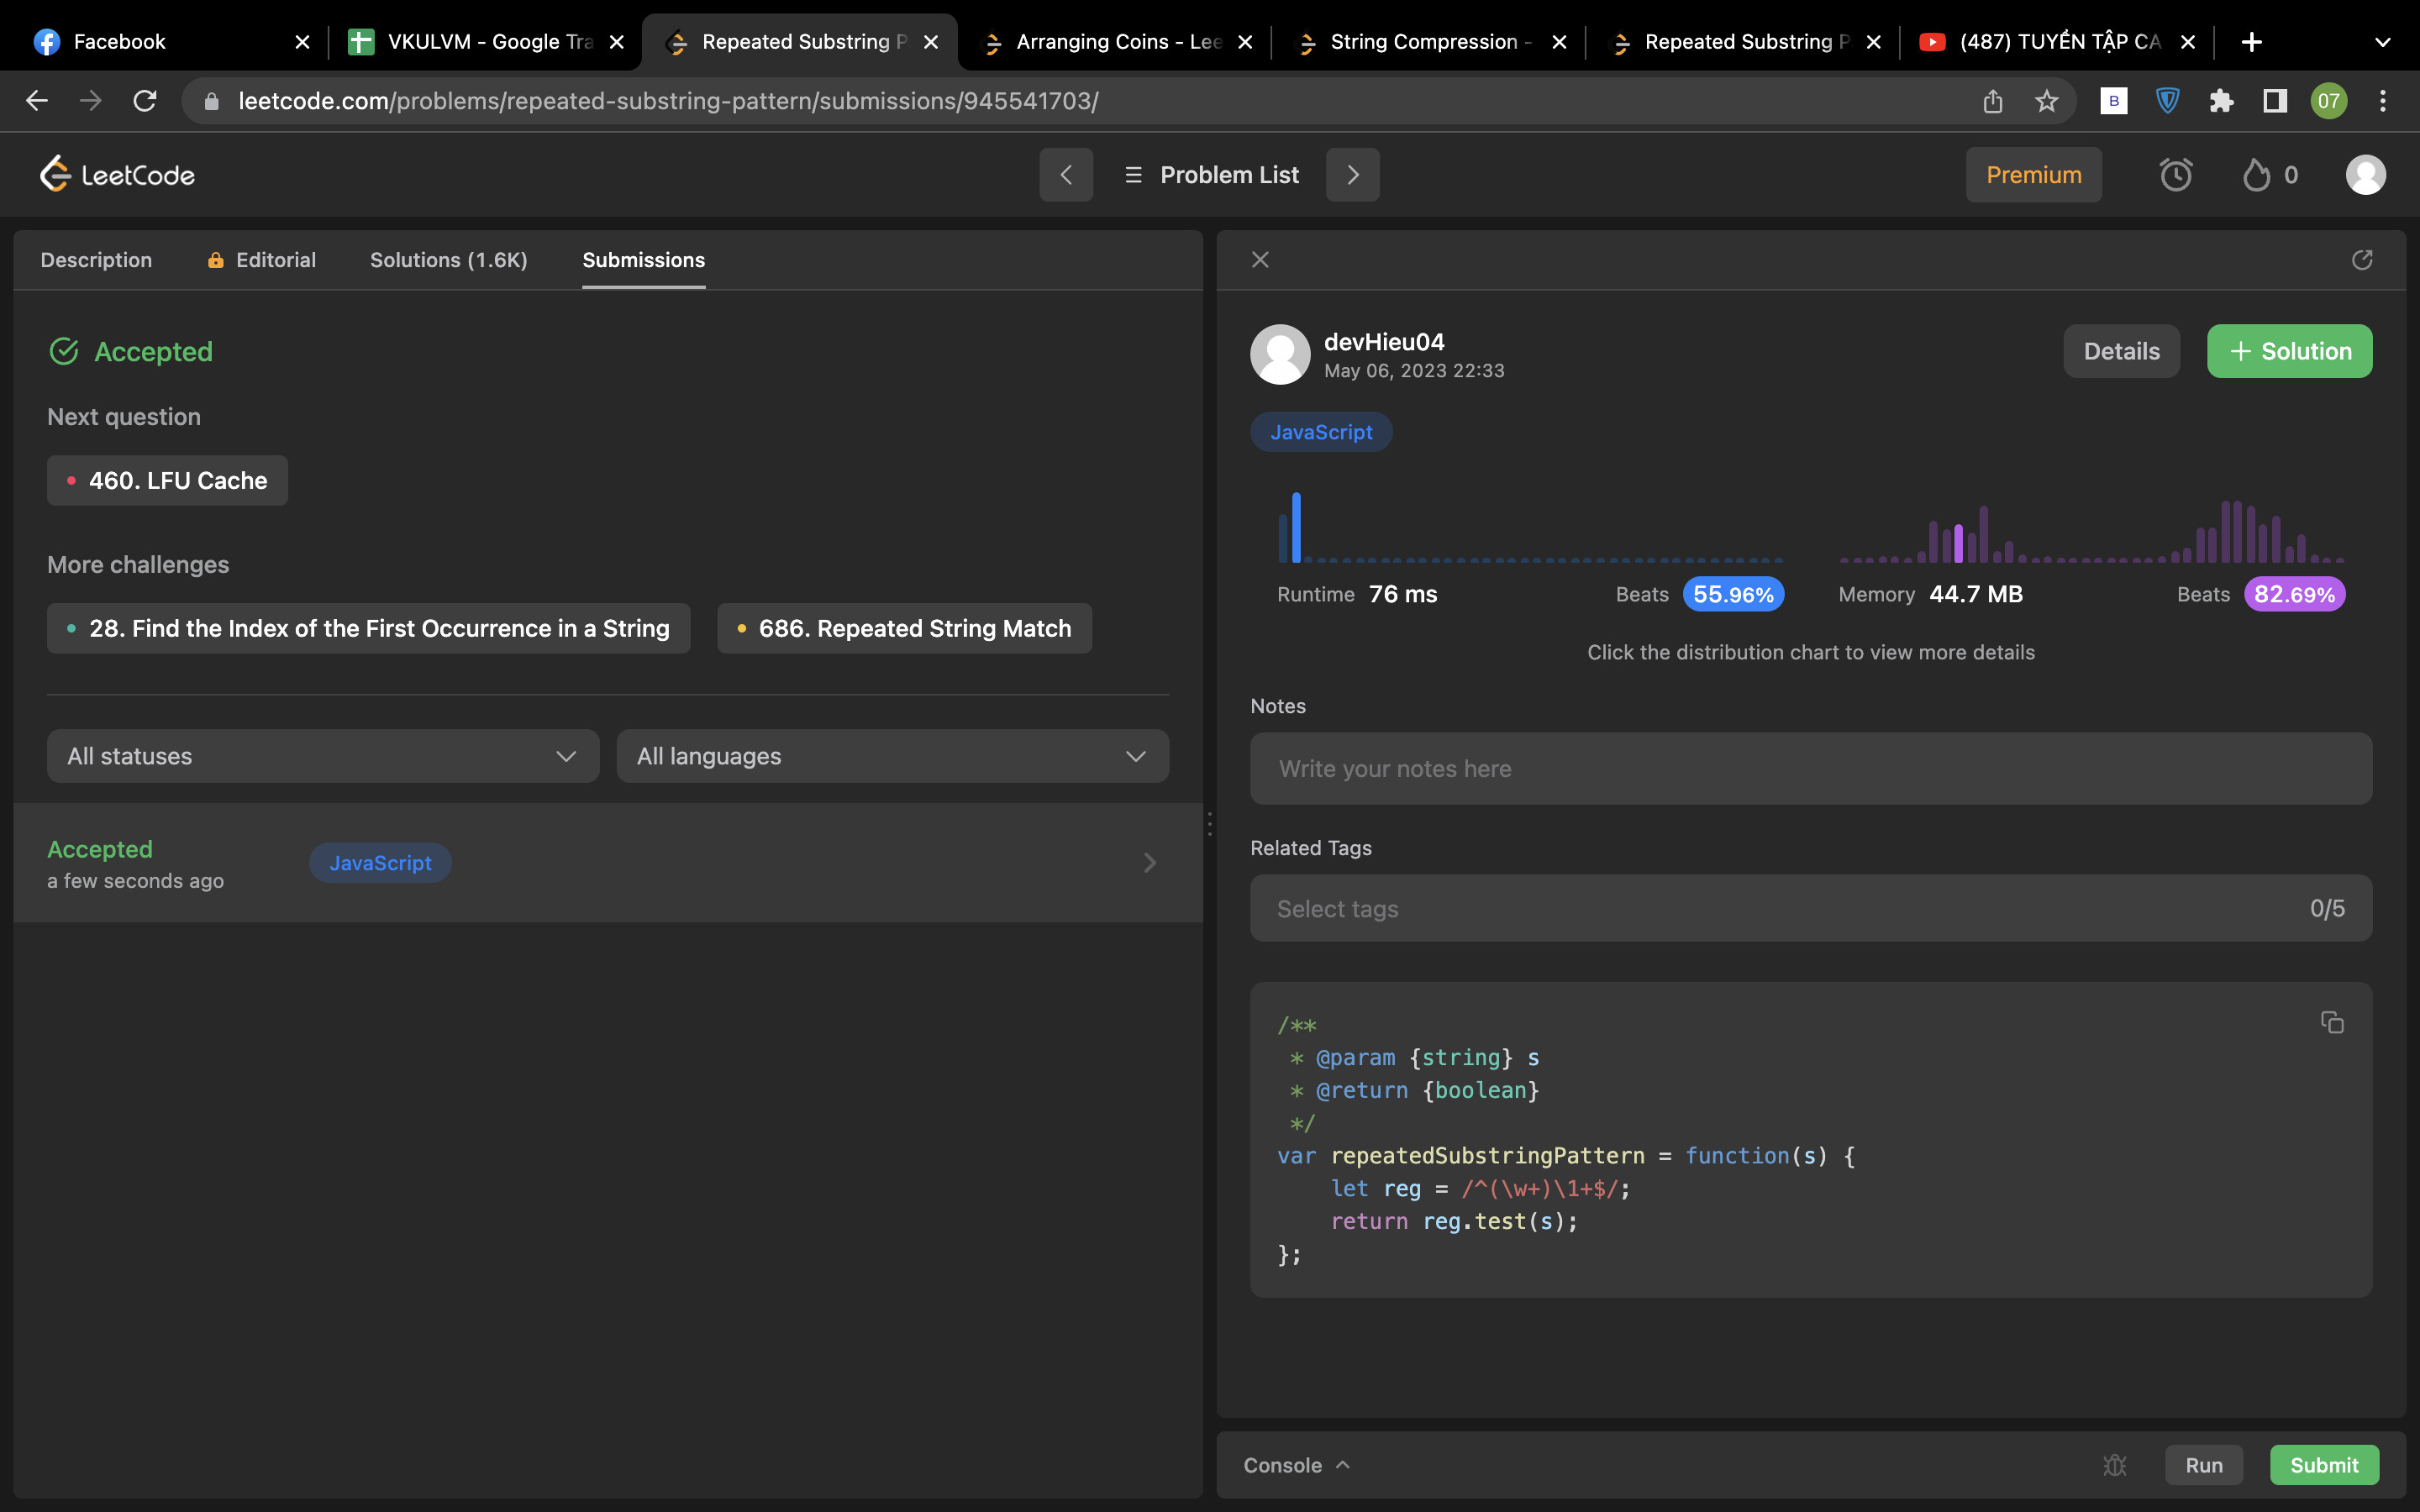 Facebook
VKULVM - Google Tra
Repeated Substring P
Arranging Coins - Lee
String Compression -
Repeated Substring P
(487) TUYỂN TẬP CA
leetcode.com/problems/repeated-substring-pattern/submissions/945541703/
B
07
LeetCode
Problem List
Premium
0
Description
Editorial
Solutions (1.6K)
Submissions
Accepted
Next question
460. LFU Cache
More challenges
28. Find the Index of the First Occurrence in a String
686. Repeated String Match
All statuses
All languages
Accepted
a few seconds ago
JavaScript
devHieu04
May 06, 2023 22:33
Details
+ Solution
JavaScript
Runtime 76 ms
Beats 55.96%
Memory 44.7 MB
Beats 82.69%
Click the distribution chart to view more details
Notes
Write your notes here
Related Tags
Select tags
0/5
/**
 * @param {string} s
 * @return {boolean}
 */
var repeatedSubstringPattern = function(s) {
    let reg = /^(\w+)\1+$/;
    return reg.test(s);
};
Console
Run
Submit